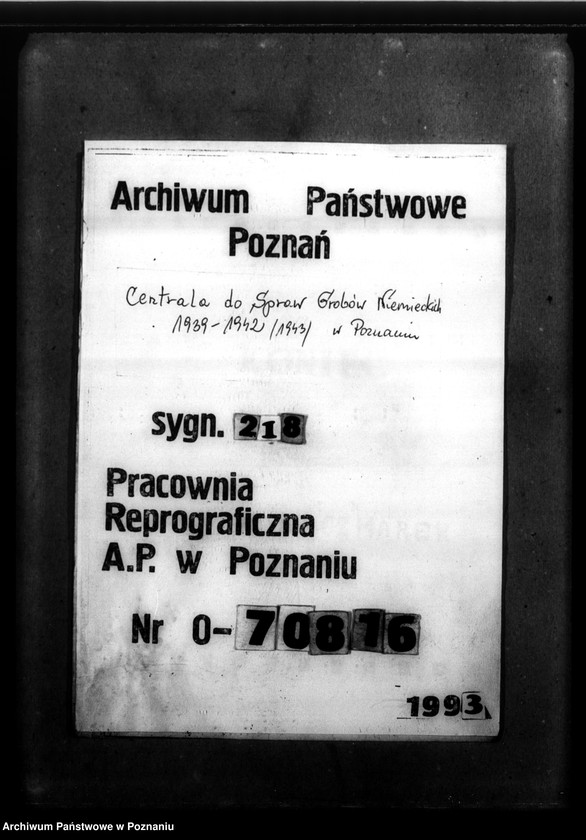 Archiwum Państwowe
Poznań
Centrala do Spraw Grobów Niemieckich
1939-1942/1943/ w Poznaniu
sygn. 218
Pracownia
Reprograficzna
A.P. w Poznaniu
Nr O-70816
1993
Archiwum Państwowe w Poznaniu